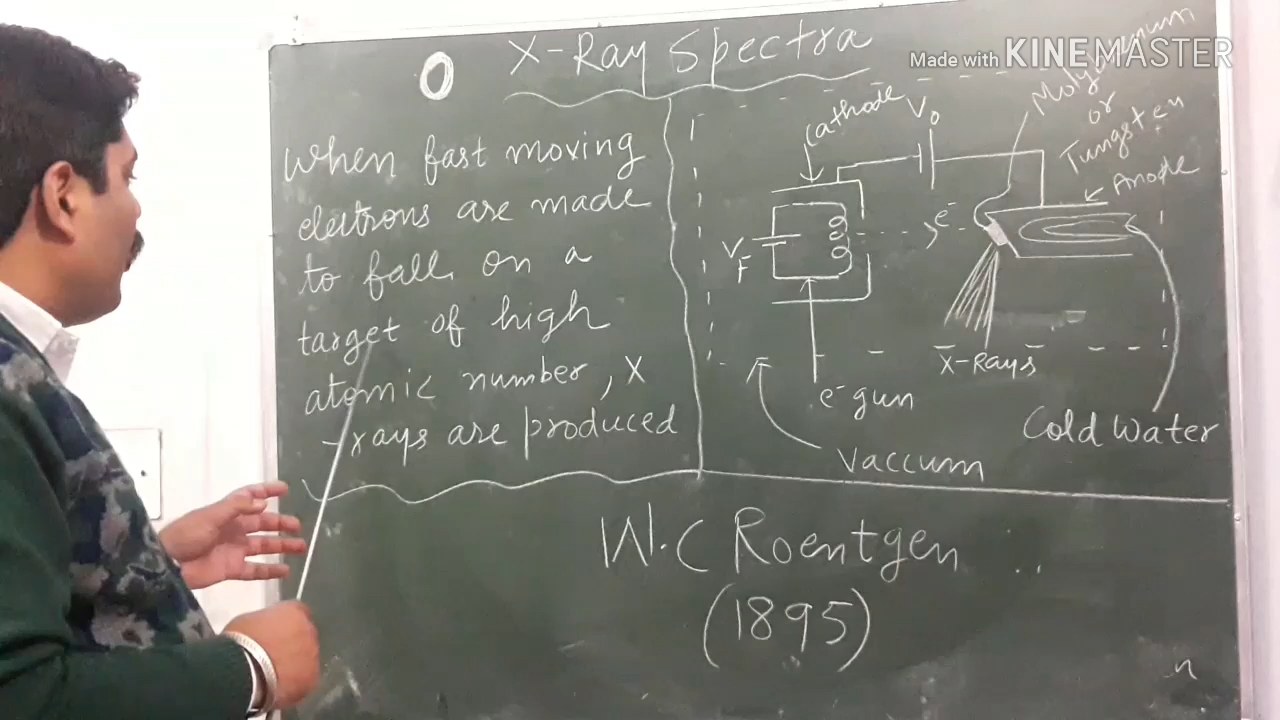 X-Ray Spectra
Made with KINEMASTER
When fast moving
electrons are made
to fall on a
target of high
atomic number, X
-rays are produced
Cathode
V₀
Molybdenum
or
Tungsten
Anode
e⁻
V
F
X-Rays
e⁻ gun
Cold Water
Vaccum
W.C Roentgen
(1895)